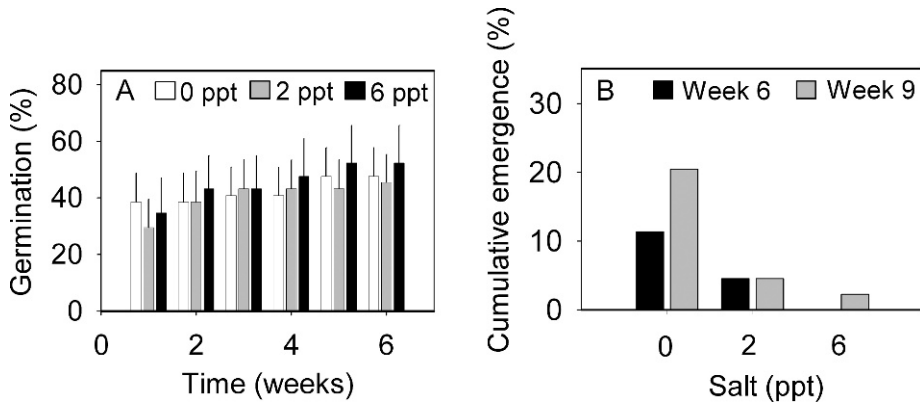 Germination (%)
80
60
40
20
0
A 0 ppt 2 ppt 6 ppt
0 2 4 6
Time (weeks)
Cumulative emergence (%)
30
20
10
0
B Week 6 Week 9
0 2 6
Salt (ppt)